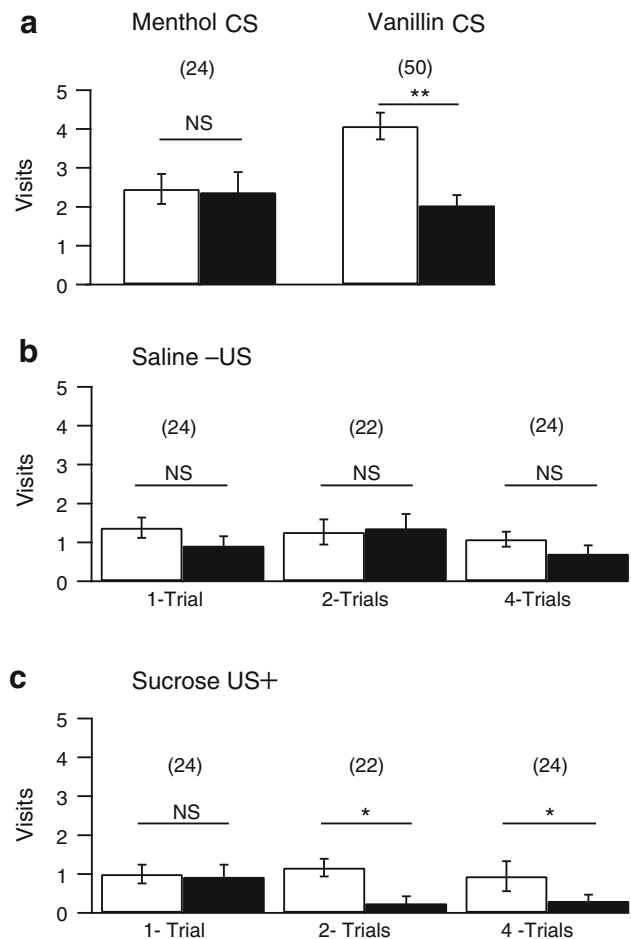 a
Menthol CS Vanillin CS
(24) (50)
5
**
4
NS
3
2
1
0
Visits
b
Saline –US
5
(24) (22) (24)
4
3
NS NS NS
2
1
0
Visits
1-Trial 2-Trials 4-Trials
c
Sucrose US+
5
4
(24) (22) (24)
3
NS * *
2
1
0
Visits
1- Trial 2- Trials 4 -Trials